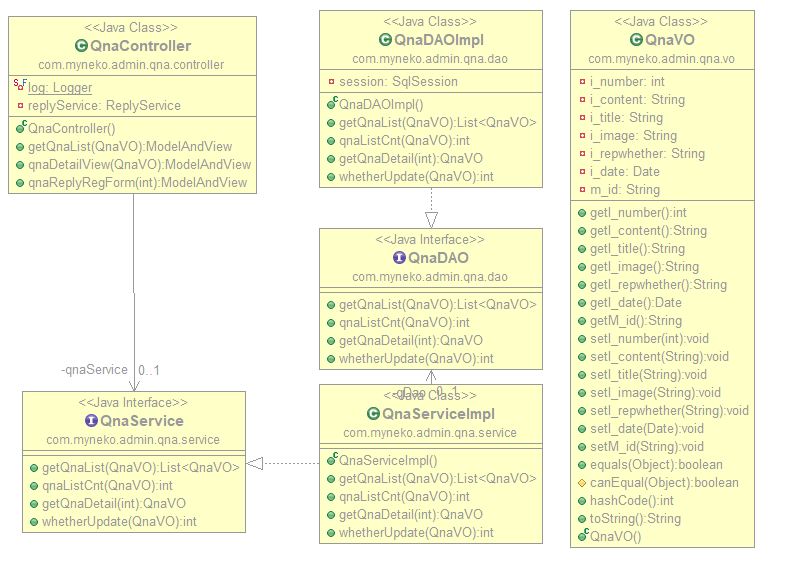 <<Java Class>>
QnaController
com.myneko.admin.qna.controller
log: Logger
replyService: ReplyService
QnaController()
getQnaList(QnaVO):ModelAndView
qnaDetailView(QnaVO):ModelAndView
qnaReplyRegForm(int):ModelAndView
-qnaService
0..1
<<Java Interface>>
QnaService
com.myneko.admin.qna.service
getQnaList(QnaVO):List<QnaVO>
qnaListCnt(QnaVO):int
getQnaDetail(int):QnaVO
whetherUpdate(QnaVO):int
<<Java Class>>
QnaDAOImpl
com.myneko.admin.qna.dao
session: SqlSession
QnaDAOImpl()
getQnaList(QnaVO):List<QnaVO>
qnaListCnt(QnaVO):int
getQnaDetail(int):QnaVO
whetherUpdate(QnaVO):int
<<Java Interface>>
QnaDAO
com.myneko.admin.qna.dao
getQnaList(QnaVO):List<QnaVO>
qnaListCnt(QnaVO):int
getQnaDetail(int):QnaVO
whetherUpdate(QnaVO):int
-qDao 0..1
<<Java Class>>
QnaServiceImpl
com.myneko.admin.qna.service
QnaServiceImpl()
getQnaList(QnaVO):List<QnaVO>
qnaListCnt(QnaVO):int
getQnaDetail(int):QnaVO
whetherUpdate(QnaVO):int
<<Java Class>>
QnaVO
com.myneko.admin.qna.vo
i_number: int
i_content: String
i_title: String
i_image: String
i_repwhether: String
i_date: Date
m_id: String
getI_number():int
getI_content():String
getI_title():String
getI_image():String
getI_repwhether():String
getI_date():Date
getM_id():String
setI_number(int):void
setI_content(String):void
setI_title(String):void
setI_image(String):void
setI_repwhether(String):void
setI_date(Date):void
setM_id(String):void
equals(Object):boolean
canEqual(Object):boolean
hashCode():int
toString():String
QnaVO()